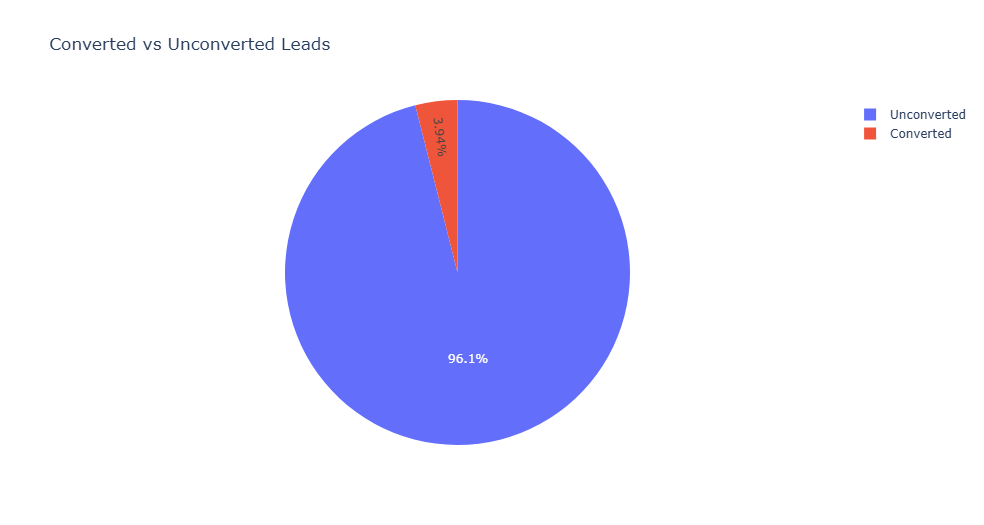 Converted vs Unconverted Leads
Unconverted
Converted
3.94%
96.1%